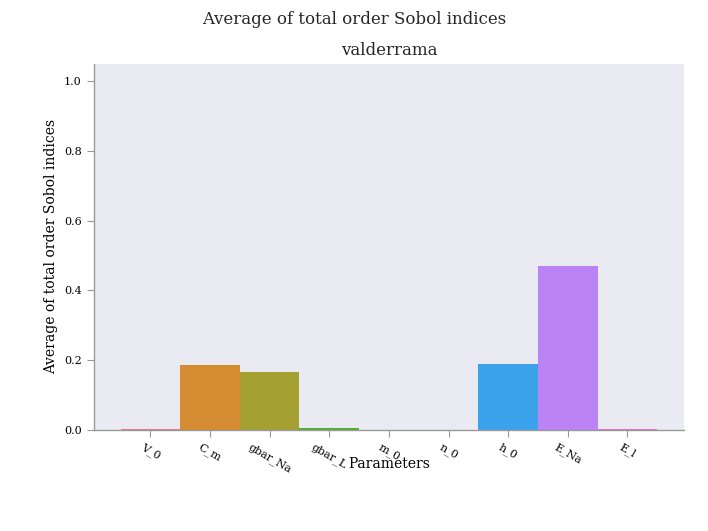 Average of total order Sobol indices
valderrama
Average of total order Sobol indices
1.0
0.8
0.6
0.4
0.2
0.0
V_0 C_m gbar_Na gbar_L m_0 n_0 h_0 E_Na E_l
Parameters